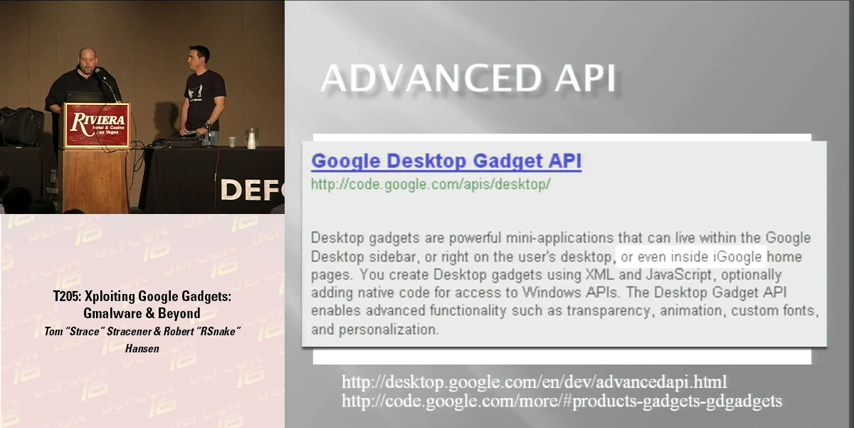 RIVIERA
Hotel & Casino
Las Vegas
DEFC
T205: Xploiting Google Gadgets:
Gmalware & Beyond
Tom “Strace” Stracener & Robert “RSnake”
Hansen
ADVANCED API
Google Desktop Gadget API
http://code.google.com/apis/desktop/
Desktop gadgets are powerful mini-applications that can live within the Google
Desktop sidebar, or right on the user's desktop, or even inside iGoogle home
pages. You create Desktop gadgets using XML and JavaScript, optionally
adding native code for access to Windows APIs. The Desktop Gadget API
enables advanced functionality such as transparency, animation, custom fonts,
and personalization.
http://desktop.google.com/en/dev/advancedapi.html
http://code.google.com/more/#products-gadgets-gdgadgets